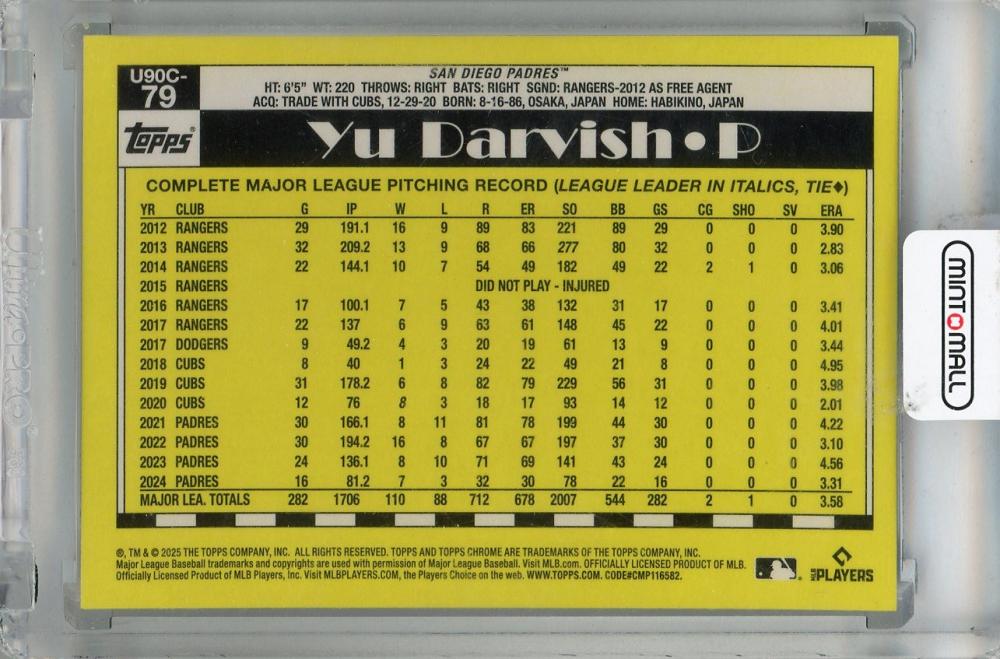 U90C-
79
SAN DIEGO PADRES™
HT: 6'5" WT: 220 THROWS: RIGHT BATS: RIGHT SGND: RANGERS-2012 AS FREE AGENT
ACQ: TRADE WITH CUBS, 12-29-20 BORN: 8-16-86, OSAKA, JAPAN HOME: HABIKINO, JAPAN
Topps®
Yu Darvish • P
COMPLETE MAJOR LEAGUE PITCHING RECORD (LEAGUE LEADER IN ITALICS, TIE♦)
YR CLUB G IP W L R ER SO BB GS CG SHO SV ERA
2012 RANGERS 29 191.1 16 9 89 83 221 89 29 0 0 0 3.90
2013 RANGERS 32 209.2 13 9 68 66 277 80 32 0 0 0 2.83
2014 RANGERS 22 144.1 10 7 54 49 182 49 22 2 1 0 3.06
2015 RANGERS DID NOT PLAY - INJURED
2016 RANGERS 17 100.1 7 5 43 38 132 31 17 0 0 0 3.41
2017 RANGERS 22 137 6 9 63 61 148 45 22 0 0 0 4.01
2017 DODGERS 9 49.2 4 3 20 19 61 13 9 0 0 0 3.44
2018 CUBS 8 40 1 3 24 22 49 21 8 0 0 0 4.95
2019 CUBS 31 178.2 6 8 82 79 229 56 31 0 0 0 3.98
2020 CUBS 12 76 8 3 18 17 93 14 12 0 0 0 2.01
2021 PADRES 30 166.1 8 11 81 78 199 44 30 0 0 0 4.22
2022 PADRES 30 194.2 16 8 67 67 197 37 30 0 0 0 3.10
2023 PADRES 24 136.1 8 10 71 69 141 43 24 0 0 0 4.56
2024 PADRES 16 81.2 7 3 32 30 78 22 16 0 0 0 3.31
MAJOR LEA. TOTALS 282 1706 110 88 712 678 2007 544 282 2 1 0 3.58
®, TM & © 2025 THE TOPPS COMPANY, INC. ALL RIGHTS RESERVED. TOPPS AND TOPPS CHROME ARE TRADEMARKS OF THE TOPPS COMPANY, INC.
Major League Baseball trademarks and copyrights are used with permission of Major League Baseball. Visit MLB.com. OFFICIALLY LICENSED PRODUCT OF MLB.
Officially Licensed Product of MLB Players, Inc. Visit MLBPLAYERS.com, the Players Choice on the web. WWW.TOPPS.COM. CODE#CMP116582.
MLB PLAYERS
MINTMALL